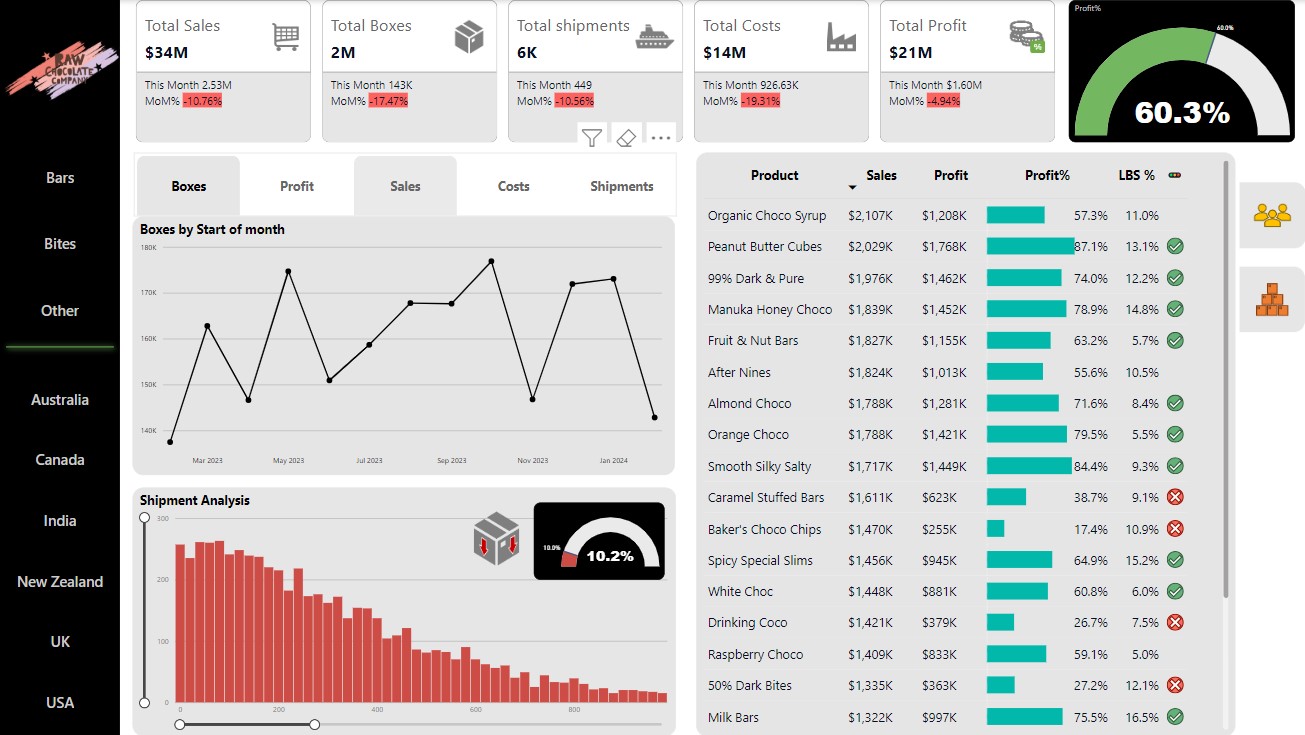 RAW
CHOCOLATE
COMPANY
Bars
Bites
Other
Australia
Canada
India
New Zealand
UK
USA
Total Sales
$34M
This Month 2.53M
MoM% -10.76%
Total Boxes
2M
This Month 143K
MoM% -17.47%
Total shipments
6K
This Month 449
MoM% -10.56%
Total Costs
$14M
This Month 926.63K
MoM% -19.31%
Total Profit
$21M
%
This Month $1.60M
MoM% -4.94%
Profit%
60.0%
60.3%
Boxes Profit Sales Costs Shipments
Boxes by Start of month
180K
170K
160K
150K
140K
Mar 2023 May 2023 Jul 2023 Sep 2023 Nov 2023 Jan 2024
Shipment Analysis
10.0%
10.2%
300
200
100
0
0 200 400 600 800
Product Sales Profit Profit% LBS %
Organic Choco Syrup $2,107K $1,208K 57.3% 11.0%
Peanut Butter Cubes $2,029K $1,768K 87.1% 13.1%
99% Dark & Pure $1,976K $1,462K 74.0% 12.2%
Manuka Honey Choco $1,839K $1,452K 78.9% 14.8%
Fruit & Nut Bars $1,827K $1,155K 63.2% 5.7%
After Nines $1,824K $1,013K 55.6% 10.5%
Almond Choco $1,788K $1,281K 71.6% 8.4%
Orange Choco $1,788K $1,421K 79.5% 5.5%
Smooth Silky Salty $1,717K $1,449K 84.4% 9.3%
Caramel Stuffed Bars $1,611K $623K 38.7% 9.1%
Baker's Choco Chips $1,470K $255K 17.4% 10.9%
Spicy Special Slims $1,456K $945K 64.9% 15.2%
White Choc $1,448K $881K 60.8% 6.0%
Drinking Coco $1,421K $379K 26.7% 7.5%
Raspberry Choco $1,409K $833K 59.1% 5.0%
50% Dark Bites $1,335K $363K 27.2% 12.1%
Milk Bars $1,322K $997K 75.5% 16.5%